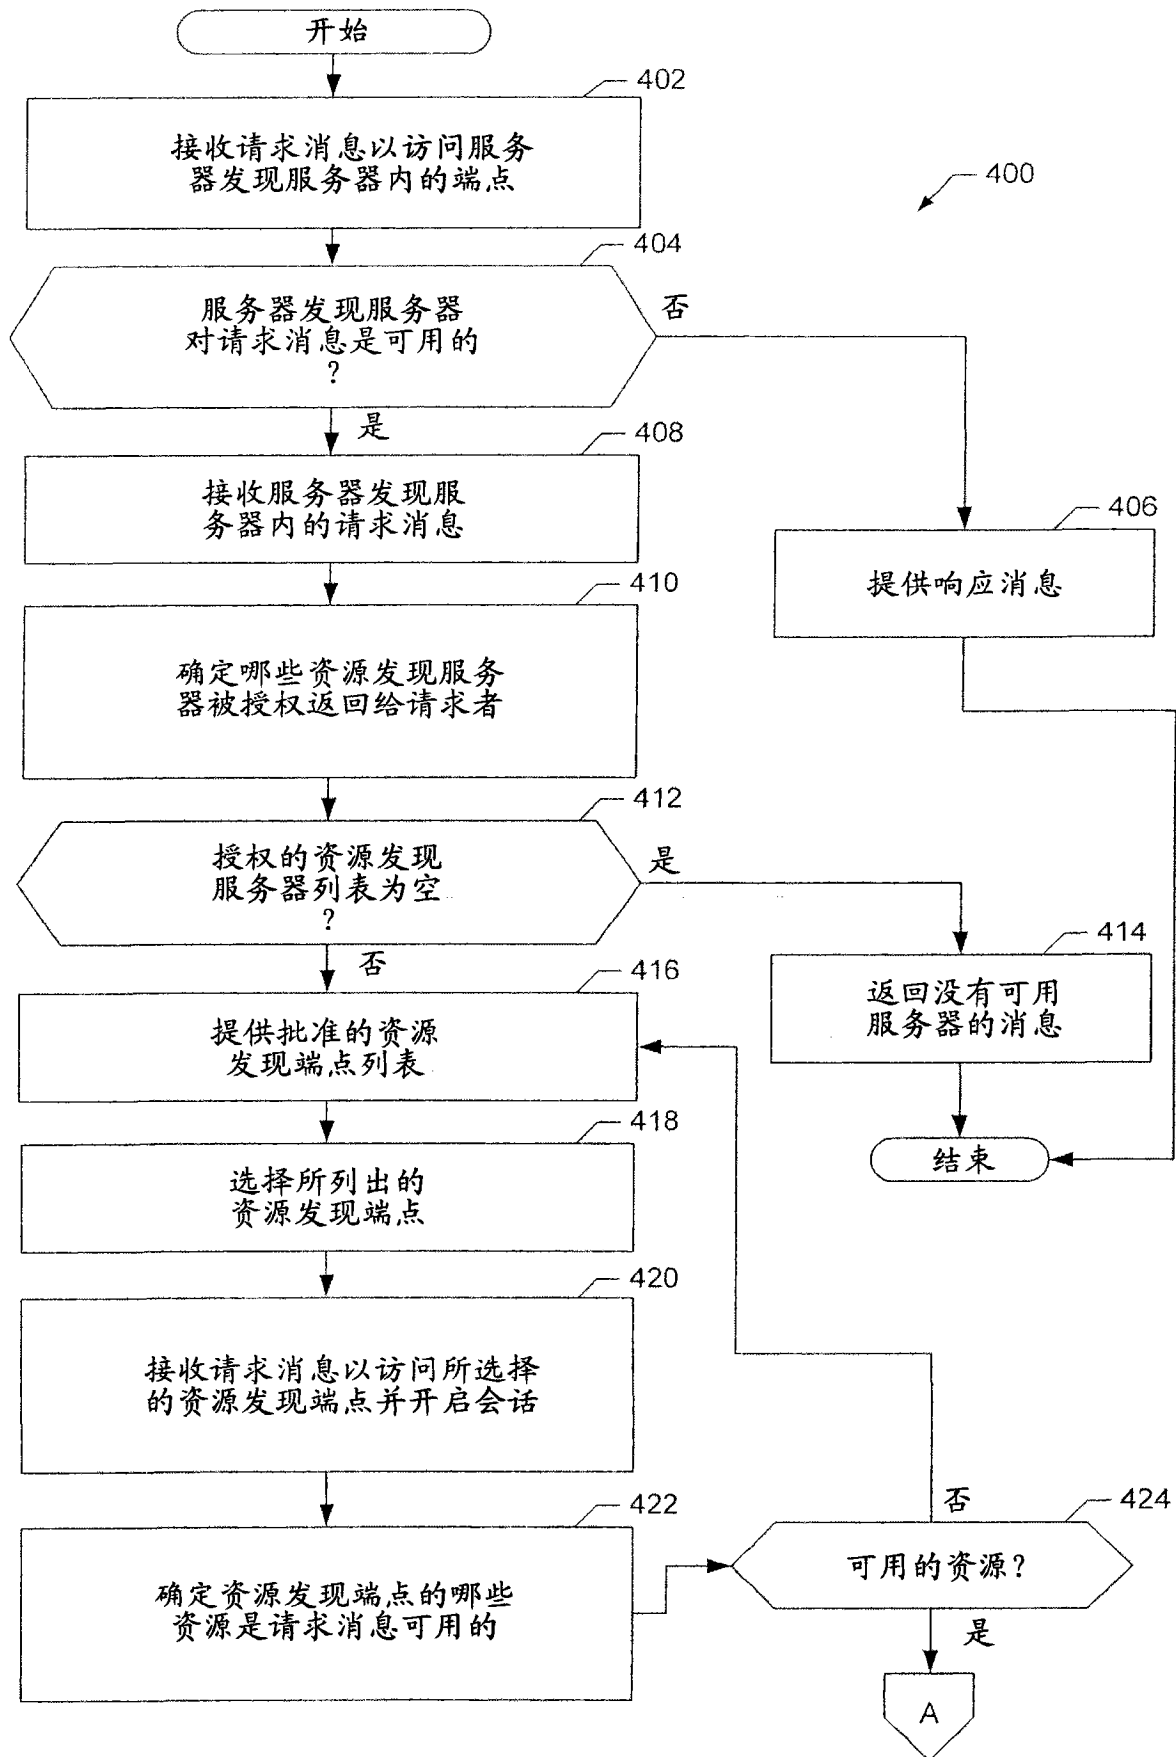 开始
402
接收请求消息以访问服务
器发现服务器内的端点
400
404
服务器发现服务器
对请求消息是可用的
?
否
是
408
接收服务器发现服
务器内的请求消息
406
提供响应消息
410
确定哪些资源发现服务
器被授权返回给请求者
412
授权的资源发现
服务器列表为空
?
是
否
414
返回没有可用
服务器的消息
416
提供批准的资源
发现端点列表
418
选择所列出的
资源发现端点
结束
420
接收请求消息以访问所选择
的资源发现端点并开启会话
422
确定资源发现端点的哪些
资源是请求消息可用的
否
424
可用的资源?
是
A